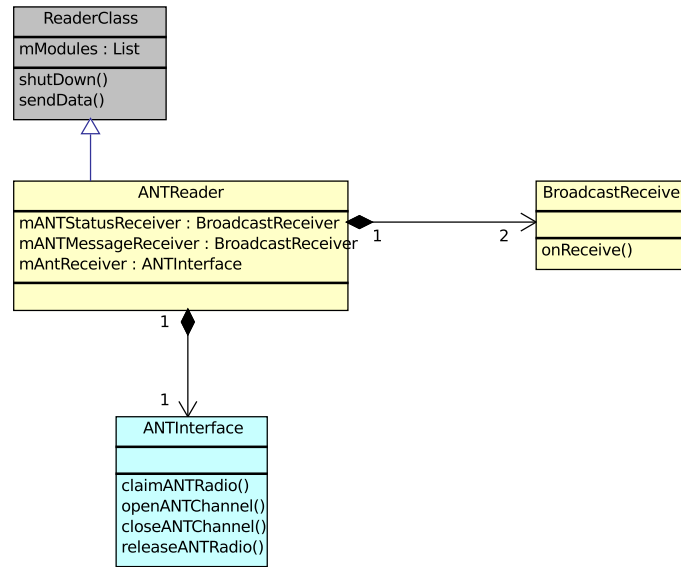 ReaderClass
mModules : List
shutDown()
sendData()
ANTReader
mANTStatusReceiver : BroadcastReceiver
mANTMessageReceiver : BroadcastReceiver
mAntReceiver : ANTInterface
1
2
BroadcastReceive
onReceive()
1
1
ANTInterface
claimANTRadio()
openANTChannel()
closeANTChannel()
releaseANTRadio()